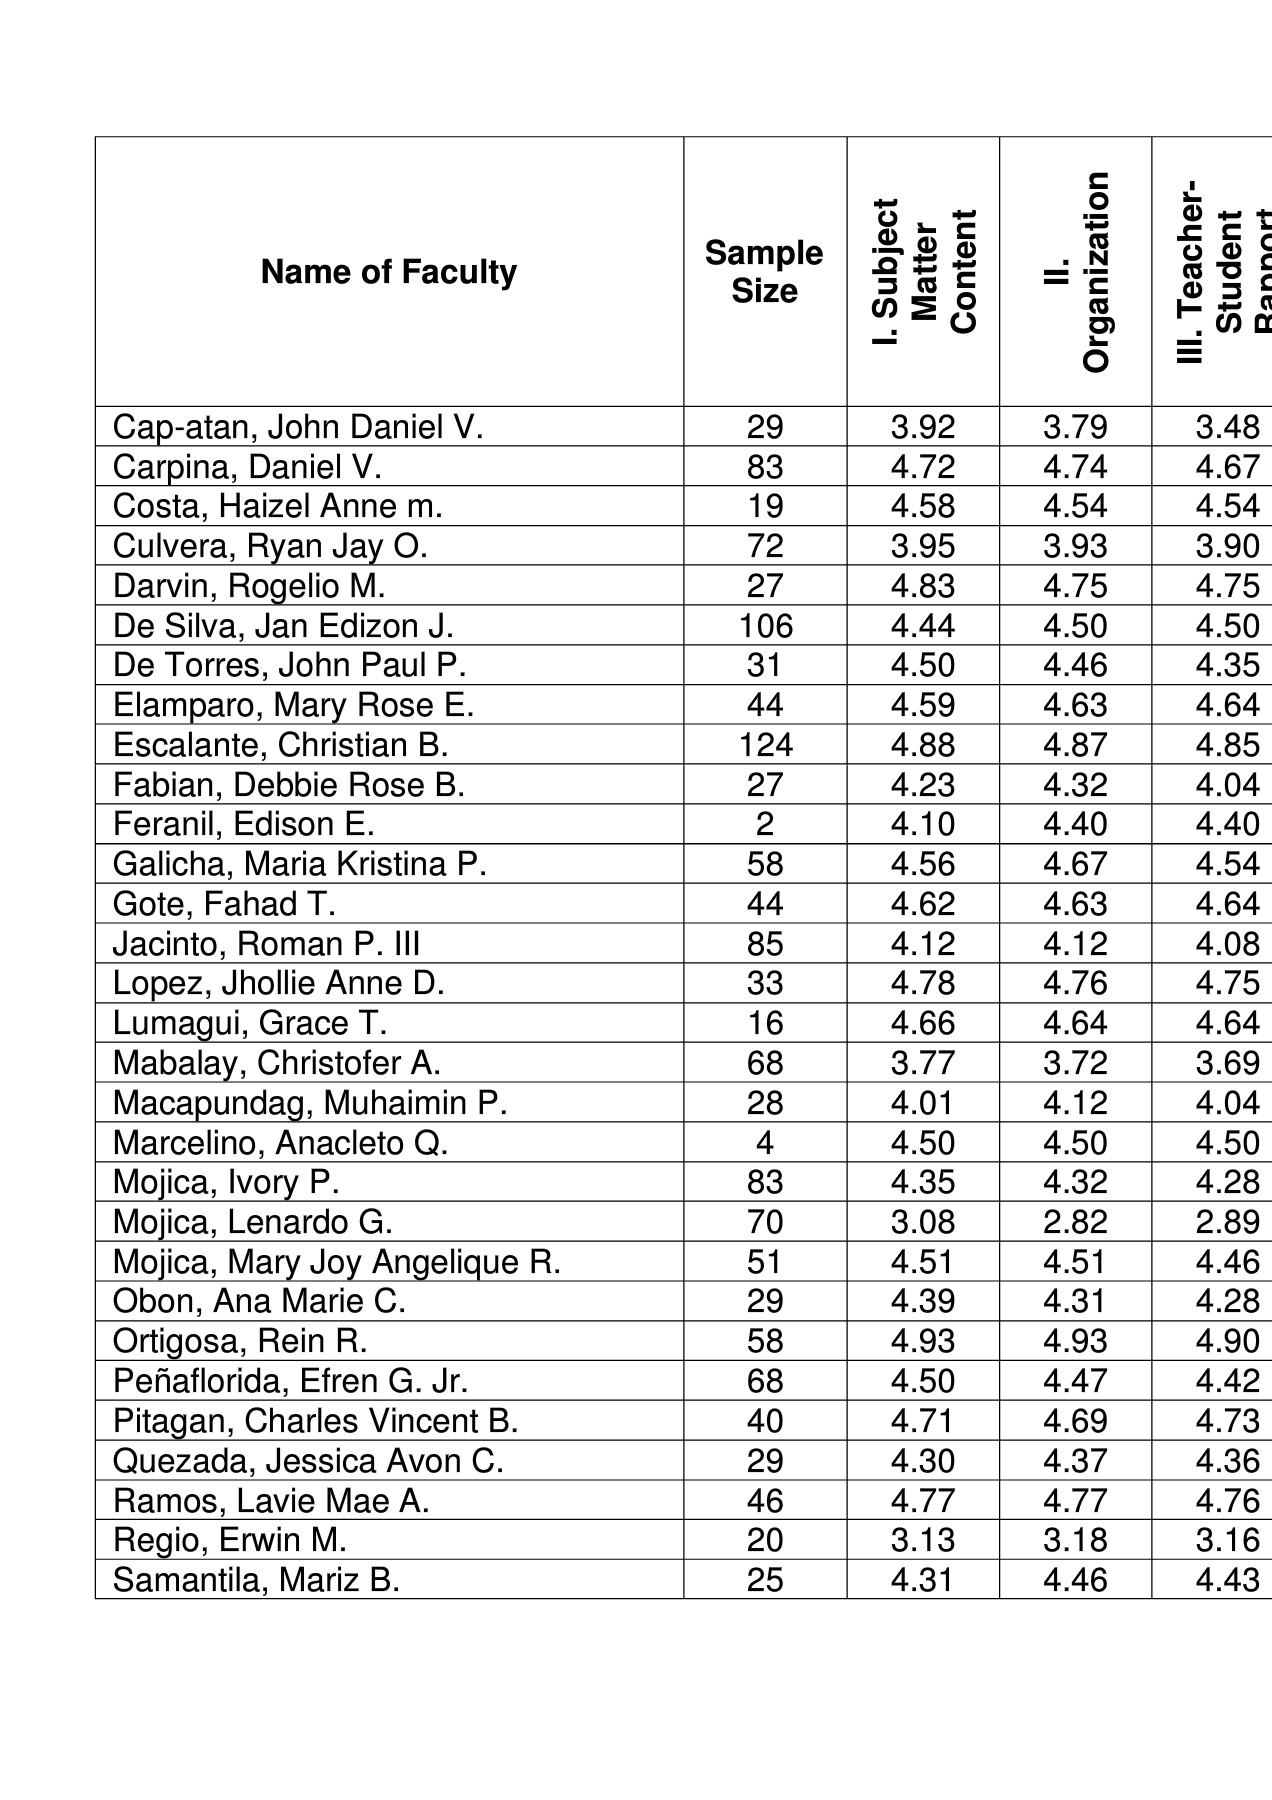 Name of Faculty
Sample
Size
I. Subject
Matter
Content
II.
Organization
III. Teacher-
Student
Rapport
Cap-atan, John Daniel V. 29 3.92 3.79 3.48
Carpina, Daniel V. 83 4.72 4.74 4.67
Costa, Haizel Anne m. 19 4.58 4.54 4.54
Culvera, Ryan Jay O. 72 3.95 3.93 3.90
Darvin, Rogelio M. 27 4.83 4.75 4.75
De Silva, Jan Edizon J. 106 4.44 4.50 4.50
De Torres, John Paul P. 31 4.50 4.46 4.35
Elamparo, Mary Rose E. 44 4.59 4.63 4.64
Escalante, Christian B. 124 4.88 4.87 4.85
Fabian, Debbie Rose B. 27 4.23 4.32 4.04
Feranil, Edison E. 2 4.10 4.40 4.40
Galicha, Maria Kristina P. 58 4.56 4.67 4.54
Gote, Fahad T. 44 4.62 4.63 4.64
Jacinto, Roman P. III 85 4.12 4.12 4.08
Lopez, Jhollie Anne D. 33 4.78 4.76 4.75
Lumagui, Grace T. 16 4.66 4.64 4.64
Mabalay, Christofer A. 68 3.77 3.72 3.69
Macapundag, Muhaimin P. 28 4.01 4.12 4.04
Marcelino, Anacleto Q. 4 4.50 4.50 4.50
Mojica, Ivory P. 83 4.35 4.32 4.28
Mojica, Lenardo G. 70 3.08 2.82 2.89
Mojica, Mary Joy Angelique R. 51 4.51 4.51 4.46
Obon, Ana Marie C. 29 4.39 4.31 4.28
Ortigosa, Rein R. 58 4.93 4.93 4.90
Peñaflorida, Efren G. Jr. 68 4.50 4.47 4.42
Pitagan, Charles Vincent B. 40 4.71 4.69 4.73
Quezada, Jessica Avon C. 29 4.30 4.37 4.36
Ramos, Lavie Mae A. 46 4.77 4.77 4.76
Regio, Erwin M. 20 3.13 3.18 3.16
Samantila, Mariz B. 25 4.31 4.46 4.43